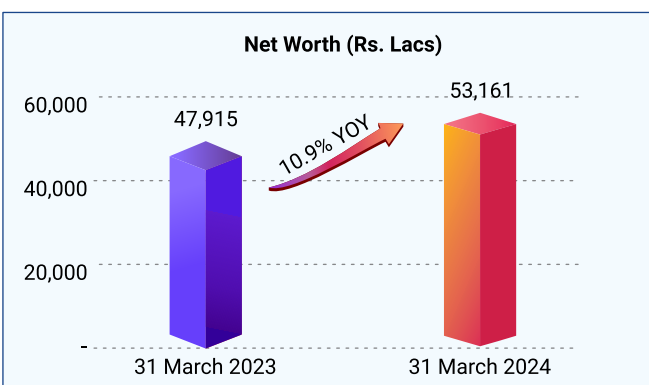 Net Worth (Rs. Lacs)
60,000
47,915
53,161
10.9% YOY
40,000
20,000
-
31 March 2023
31 March 2024